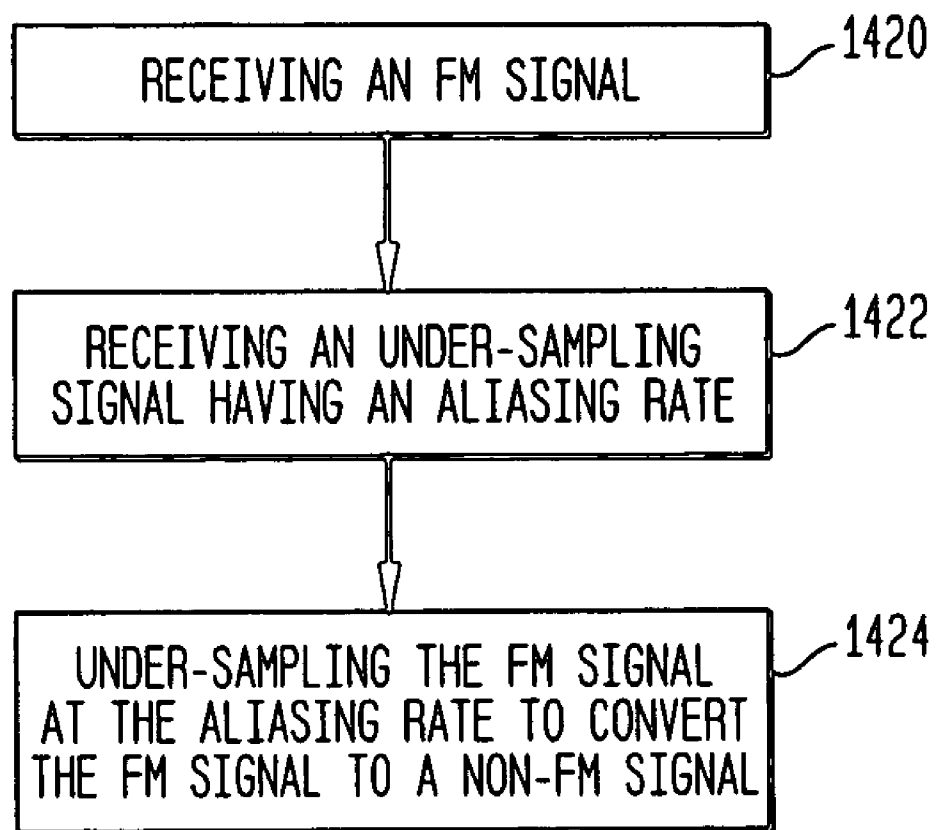 RECEIVING AN FM SIGNAL
1420
RECEIVING AN UNDER-SAMPLING
SIGNAL HAVING AN ALIASING RATE
1422
UNDER-SAMPLING THE FM SIGNAL
AT THE ALIASING RATE TO CONVERT
THE FM SIGNAL TO A NON-FM SIGNAL
1424